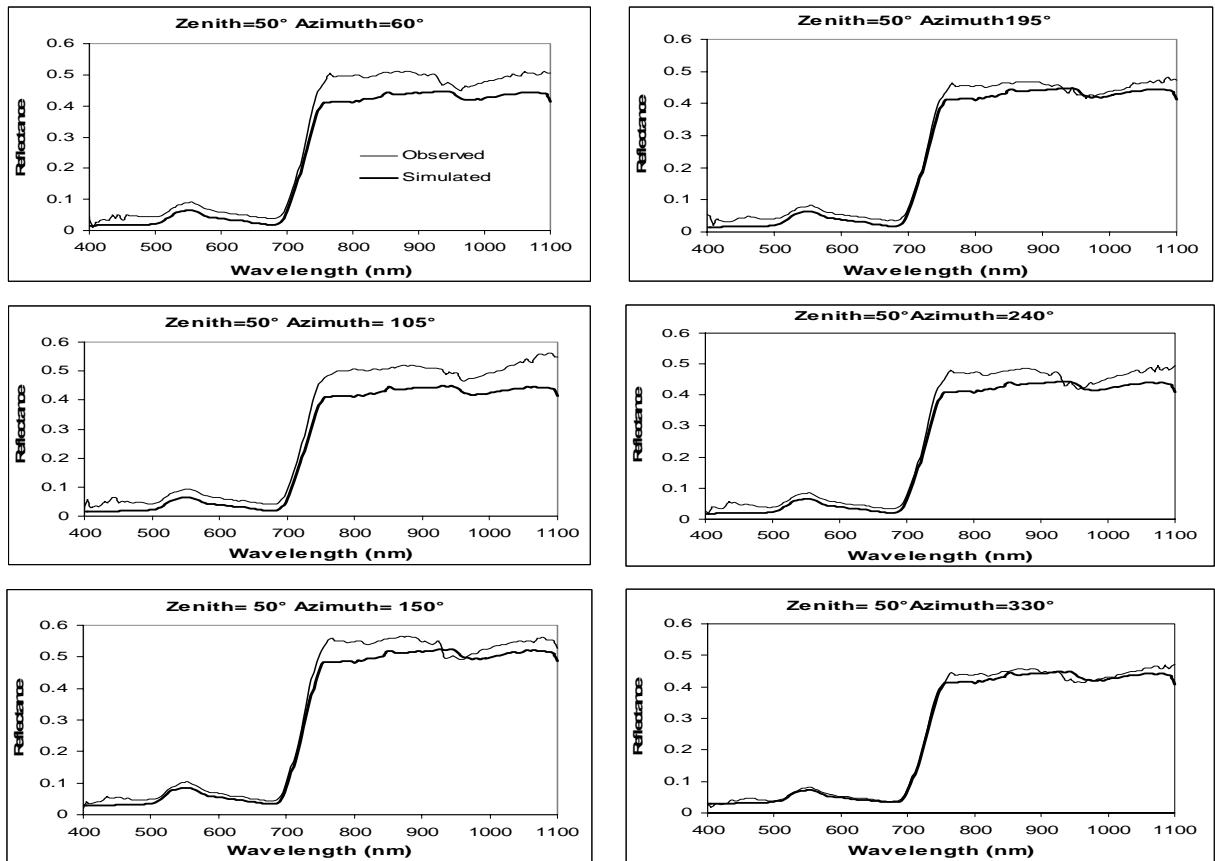 Zenith=50° Azimuth=60°
0.6
0.5
0.4
0.3
0.2
0.1
0
Reflectance
Observed
Simulated
400 500 600 700 800 900 1000 1100
Wavelength (nm)
Zenith=50° Azimuth195°
0.6
0.5
0.4
0.3
0.2
0.1
0
Reflectance
400 500 600 700 800 900 1000 1100
Wavelength (nm)
Zenith=50° Azimuth= 105°
0.6
0.5
0.4
0.3
0.2
0.1
0
Reflectance
400 500 600 700 800 900 1000 1100
Wavelength (nm)
Zenith=50°Azimuth=240°
0.6
0.5
0.4
0.3
0.2
0.1
0
Reflectance
400 500 600 700 800 900 1000 1100
Wavelength (nm)
Zenith= 50° Azimuth= 150°
0.6
0.5
0.4
0.3
0.2
0.1
0
Reflectance
400 500 600 700 800 900 1000 1100
Wavelength (nm)
Zenith= 50°Azimuth=330°
0.6
0.5
0.4
0.3
0.2
0.1
0
Reflectance
400 500 600 700 800 900 1000 1100
Wavelength (nm)